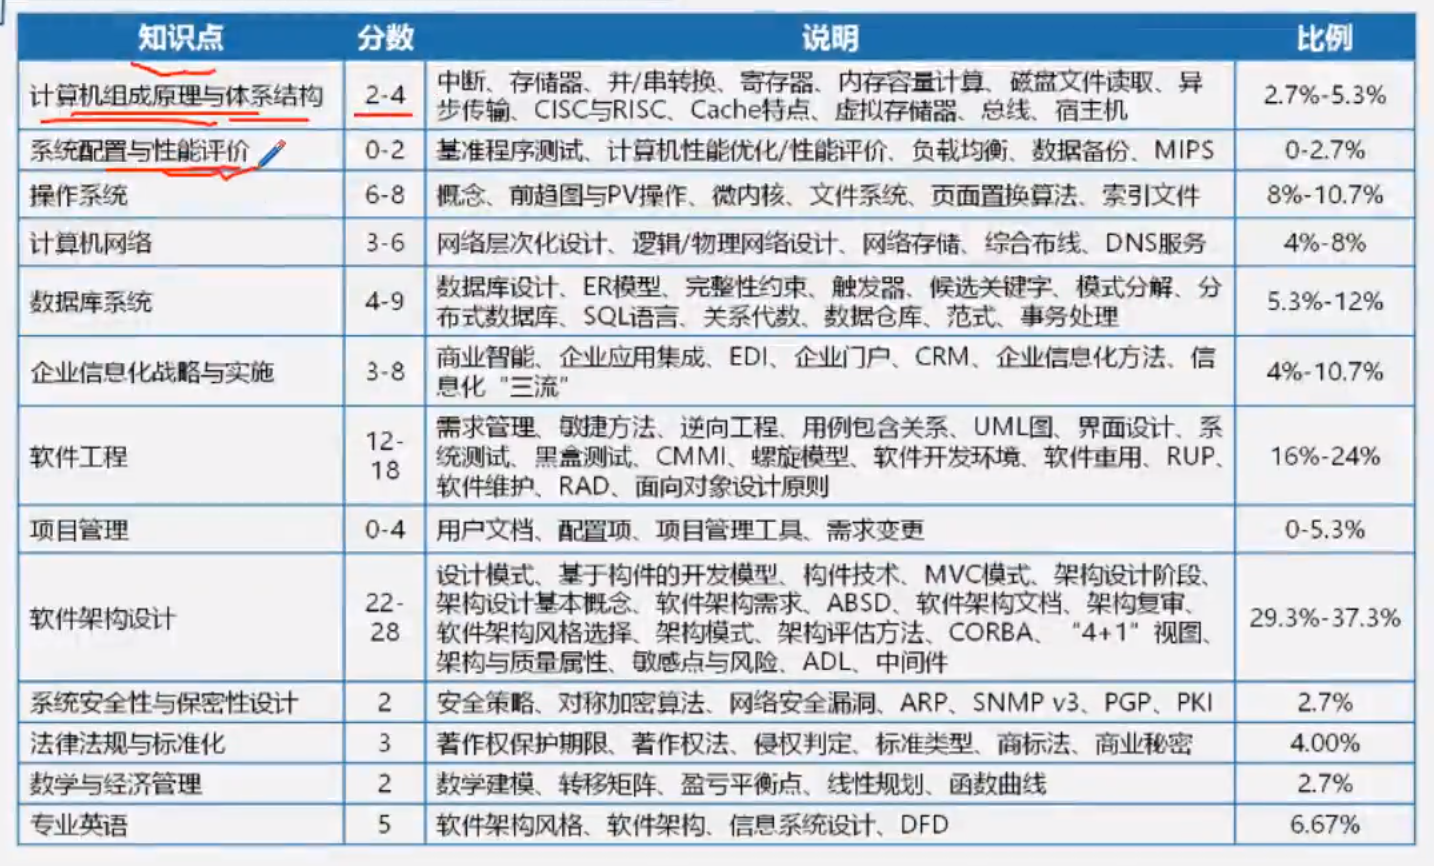 知识点 分数 说明 比例
计算机组成原理与体系结构 2-4 中断、存储器、并/串转换、寄存器、内存容量计算、磁盘文件读取、异 2.7%-5.3%
步传输、CISC与RISC、Cache特点、虚拟存储器、总线、宿主机
系统配置与性能评价 0-2 基准程序测试、计算机性能优化/性能评价、负载均衡、数据备份、MIPS 0-2.7%
操作系统 6-8 概念、前趋图与PV操作、微内核、文件系统、页面置换算法、索引文件 8%-10.7%
计算机网络 3-6 网络层次化设计、逻辑/物理网络设计、网络存储、综合布线、DNS服务 4%-8%
数据库系统 4-9 数据库设计、ER模型、完整性约束、触发器、候选关键字、模式分解、分 5.3%-12%
布式数据库、SQL语言、关系代数、数据仓库、范式、事务处理
企业信息化战略与实施 3-8 商业智能、企业应用集成、EDI、企业门户、CRM、企业信息化方法、信 4%-10.7%
息化“三流”
软件工程 12- 需求管理、敏捷方法、逆向工程、用例包含关系、UML图、界面设计、系 16%-24%
18 统测试、黑盒测试、CMMI、螺旋模型、软件开发环境、软件重用、RUP、
软件维护、RAD、面向对象设计原则
项目管理 0-4 用户文档、配置项、项目管理工具、需求变更 0-5.3%
软件架构设计 22- 设计模式、基于构件的开发模型、构件技术、MVC模式、架构设计阶段、 29.3%-37.3%
28 架构设计基本概念、软件架构需求、ABSD、软件架构文档、架构复审、
软件架构风格选择、架构模式、架构评估方法、CORBA、“4+1”视图、
架构与质量属性、敏感点与风险、ADL、中间件
系统安全性与保密性设计 2 安全策略、对称加密算法、网络安全漏洞、ARP、SNMP v3、PGP、PKI 2.7%
法律法规与标准化 3 著作权保护期限、著作权法、侵权判定、标准类型、商标法、商业秘密 4.00%
数学与经济管理 2 数学建模、转移矩阵、盈亏平衡点、线性规划、函数曲线 2.7%
专业英语 5 软件架构风格、软件架构、信息系统设计、DFD 6.67%